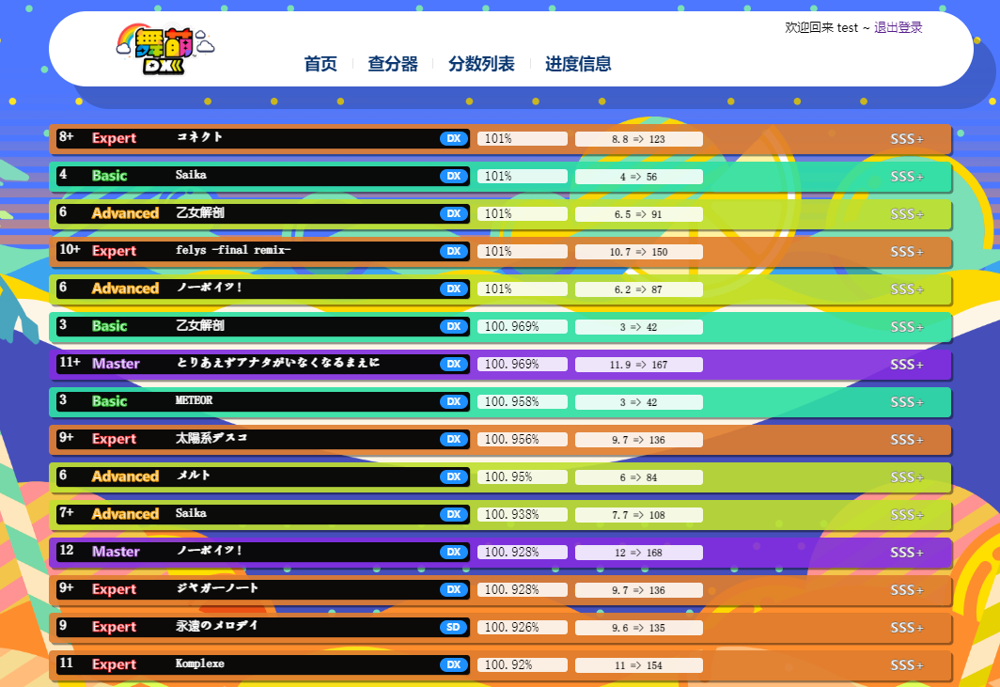 欢迎回来 test ~ 退出登录
舞萌 DX
首页 查分器 分数列表 进度信息
8+ Expert コネクト DX 101% 8.8 => 123 SSS+
4 Basic Saika DX 101% 4 => 56 SSS+
6 Advanced 乙女解剖 DX 101% 6.5 => 91 SSS+
10+ Expert felys -final remix- DX 101% 10.7 => 150 SSS+
6 Advanced ノーポイッ! DX 101% 6.2 => 87 SSS+
3 Basic 乙女解剖 DX 100.969% 3 => 42 SSS+
11+ Master とりあえずアナタがいなくなるまえに DX 100.969% 11.9 => 167 SSS+
3 Basic METEOR DX 100.958% 3 => 42 SSS+
9+ Expert 太陽系デスコ DX 100.956% 9.7 => 136 SSS+
6 Advanced メルト DX 100.95% 6 => 84 SSS+
7+ Advanced Saika DX 100.938% 7.7 => 108 SSS+
12 Master ノーポイッ! DX 100.928% 12 => 168 SSS+
9+ Expert ジャガーノート DX 100.928% 9.7 => 136 SSS+
9 Expert 永遠のメロディ SD 100.926% 9.6 => 135 SSS+
11 Expert Komplexe DX 100.92% 11 => 154 SSS+